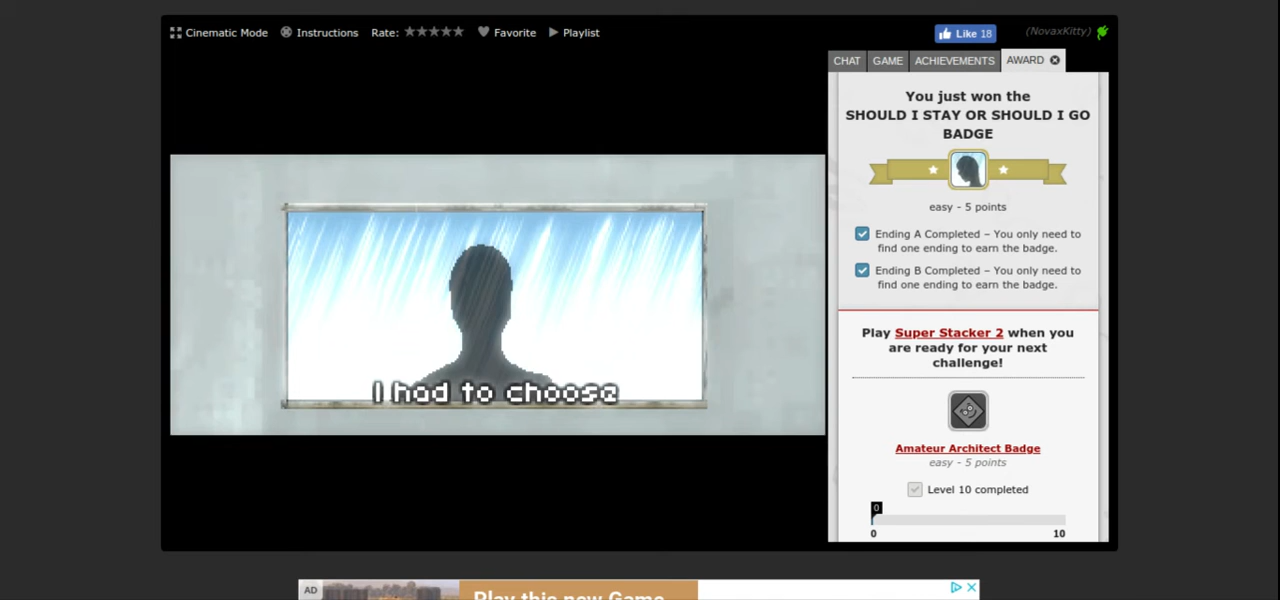 Cinematic Mode Instructions Rate: Favorite Playlist
Like 18
(NovaxKitty)
CHAT GAME ACHIEVEMENTS AWARD
You just won the
SHOULD I STAY OR SHOULD I GO
BADGE
easy - 5 points
Ending A Completed – You only need to
find one ending to earn the badge.
Ending B Completed – You only need to
find one ending to earn the badge.
I had to choose
Play Super Stacker 2 when you
are ready for your next
challenge!
Amateur Architect Badge
easy - 5 points
Level 10 completed
0
0 10
AD
Play this new Game